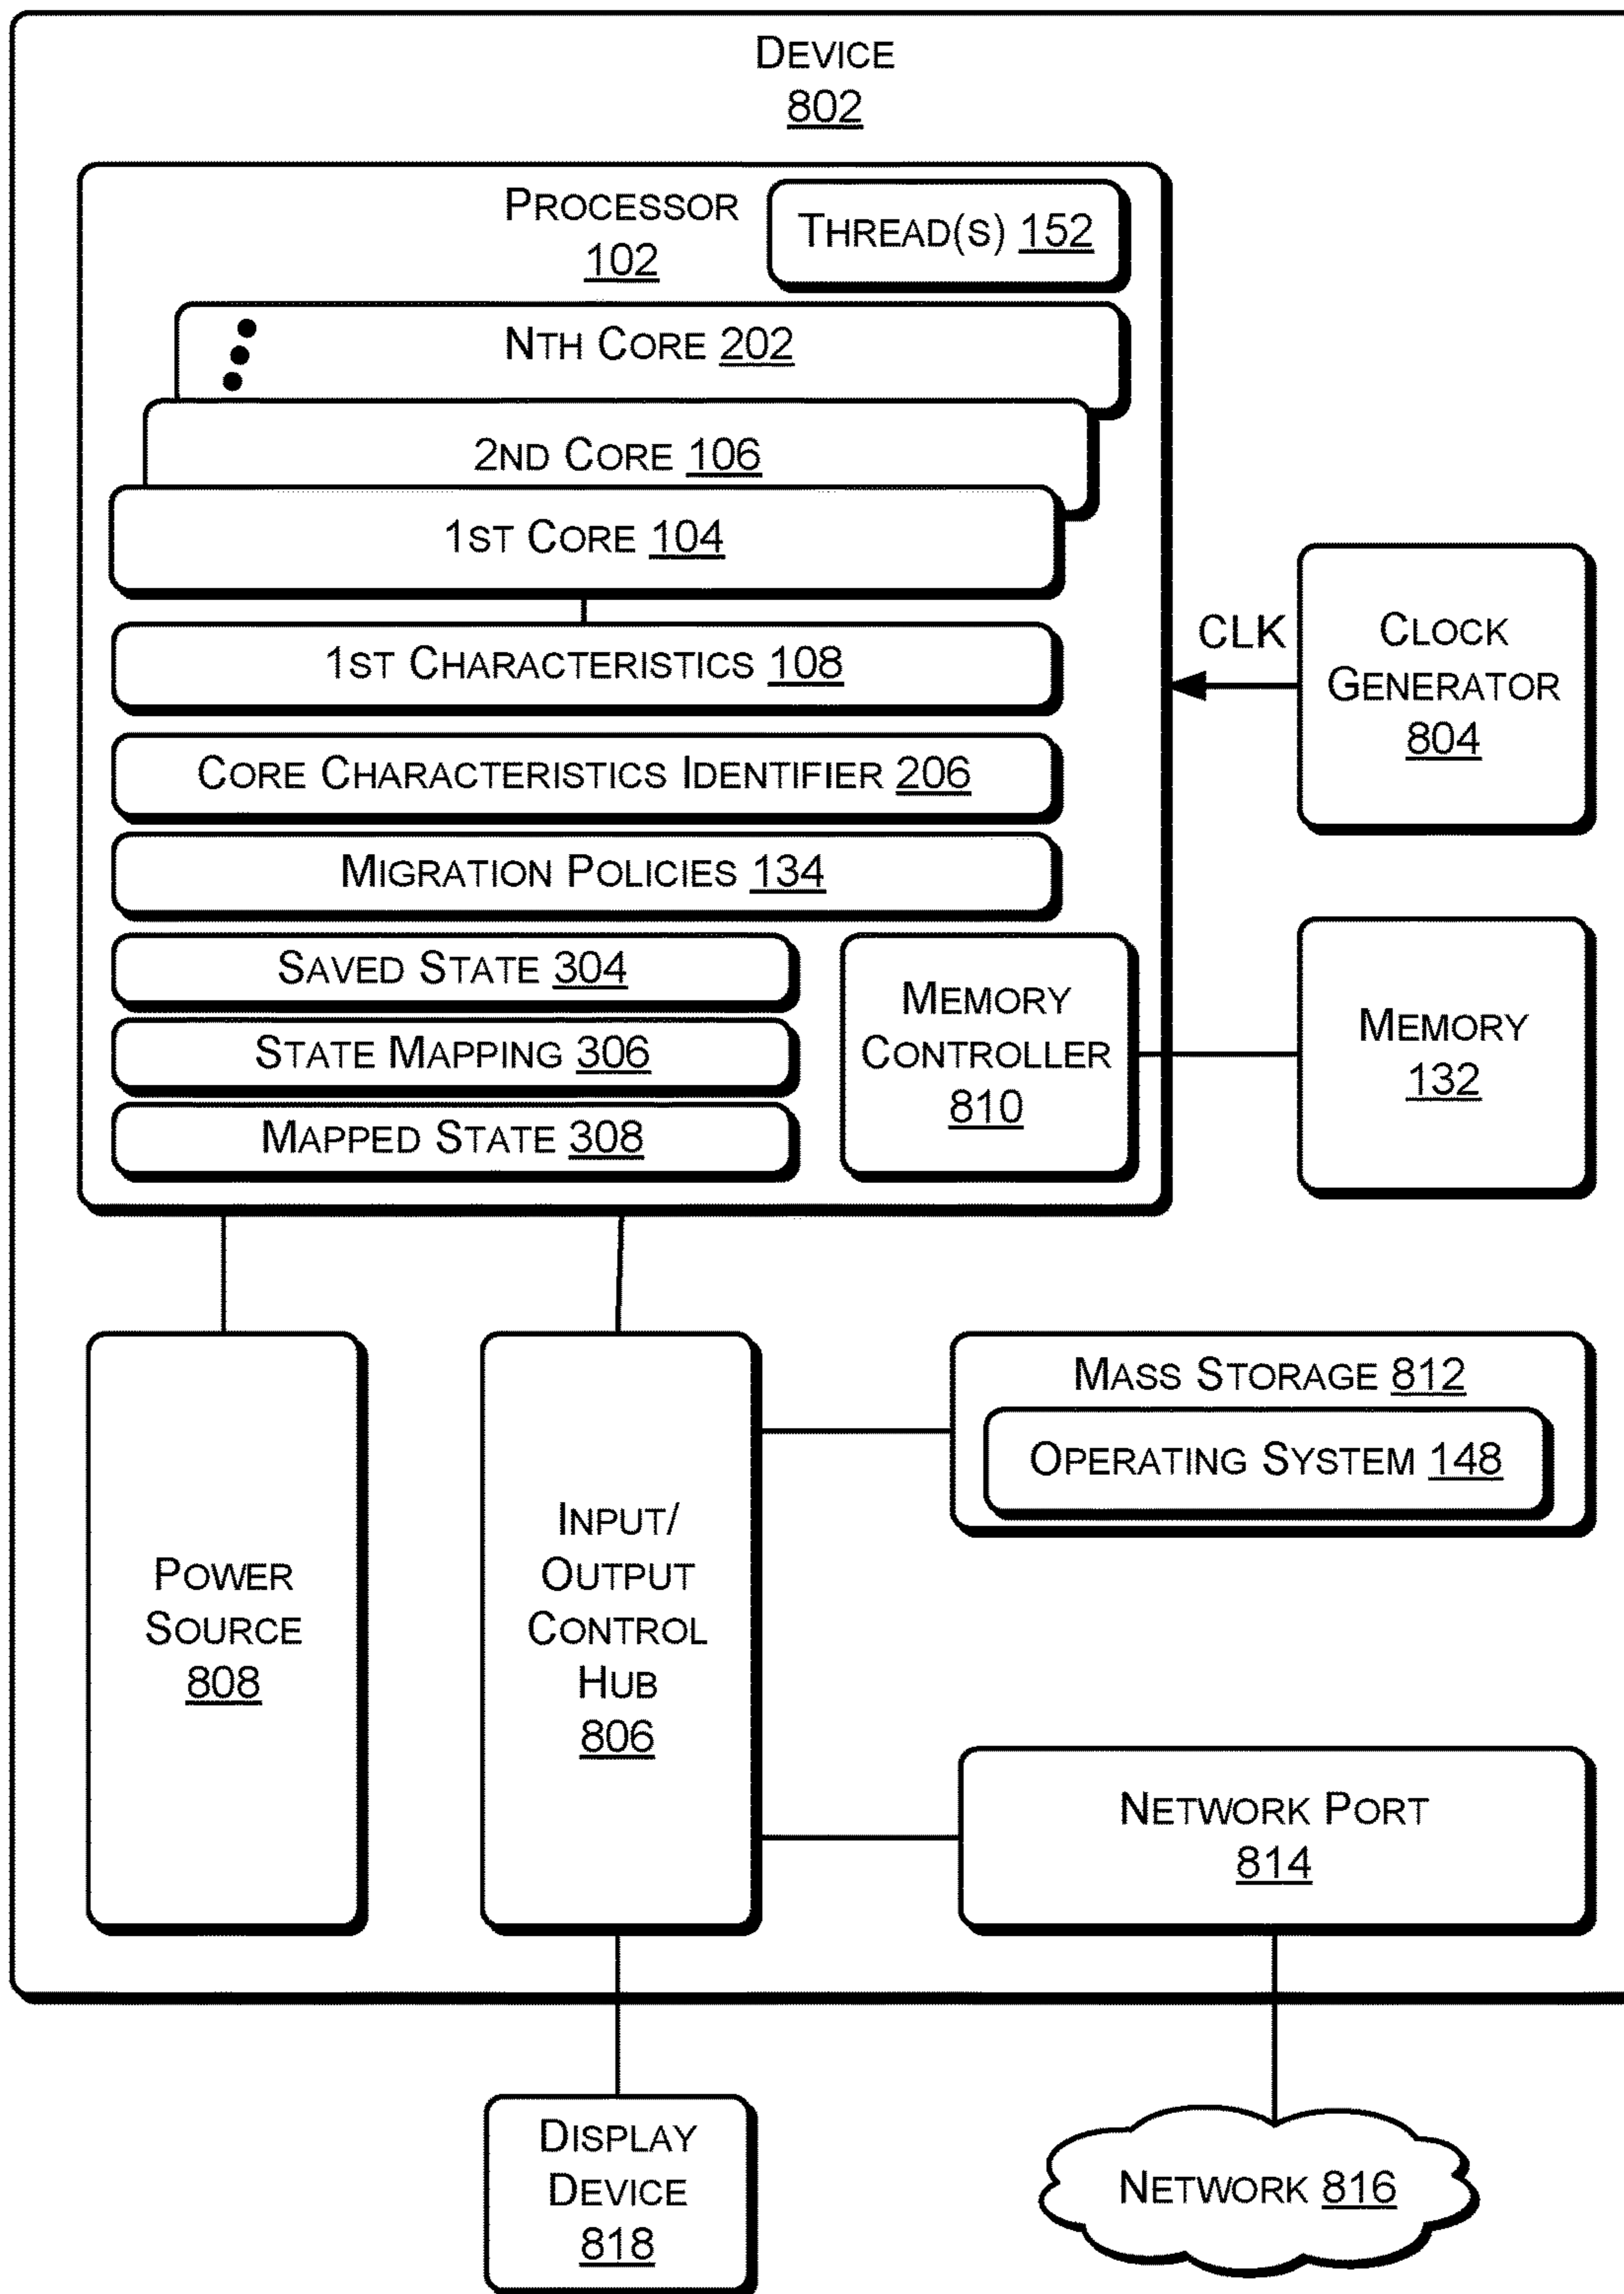 DEVICE
802
PROCESSOR
102
THREAD(S) 152
NTH CORE 202
2ND CORE 106
1ST CORE 104
1ST CHARACTERISTICS 108
CORE CHARACTERISTICS IDENTIFIER 206
MIGRATION POLICIES 134
SAVED STATE 304
STATE MAPPING 306
MAPPED STATE 308
MEMORY
CONTROLLER
810
CLK
CLOCK
GENERATOR
804
MEMORY
132
POWER
SOURCE
808
INPUT/
OUTPUT
CONTROL
HUB
806
MASS STORAGE 812
OPERATING SYSTEM 148
NETWORK PORT
814
DISPLAY
DEVICE
818
NETWORK 816